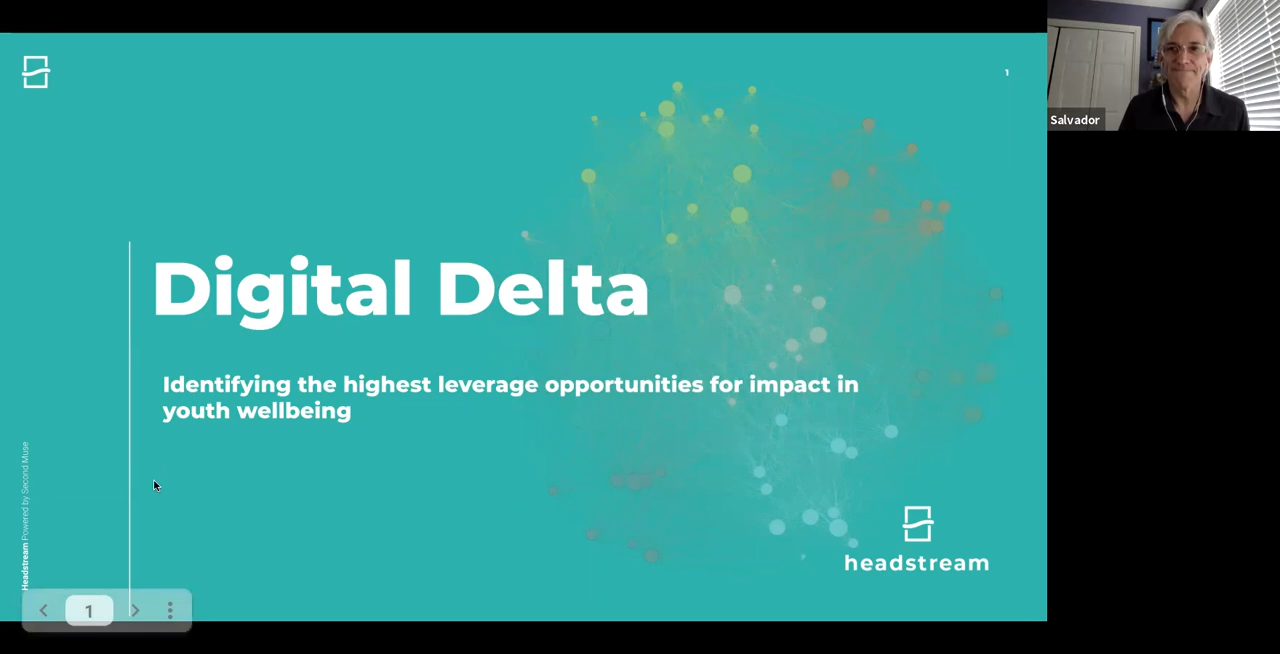 1
Salvador
Digital Delta
Identifying the highest leverage opportunities for impact in
youth wellbeing
Headstream Powered by Second Muse
headstream
1